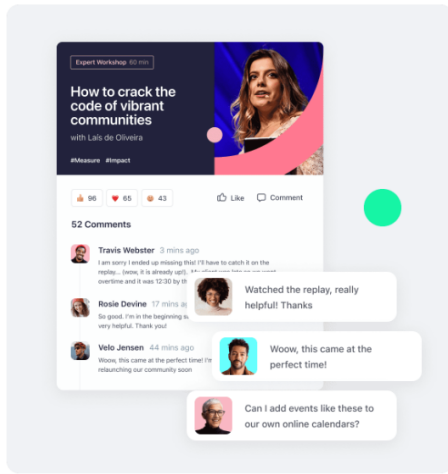 Expert Workshop 60 min
How to crack the
code of vibrant
communities
with Laís de Oliveira
#Measure #Impact
96 65 43
Like Comment
52 Comments
Travis Webster 3 mins ago
I am sorry I ended up missing this! I'll have to catch it on the
replay... (wow, it is already up!).
overtime and it was 12:30 by th
Rosie Devine 17 mins ag
So good. I'm in the beginning s
very helpful. Thank you!
Velo Jensen 44 mins ago
Woow, this came at the perfect time! I'm
relaunching our community soon
Watched the replay, really
helpful! Thanks
Woow, this came at the
perfect time!
Can I add events like these to
our own online calendars?